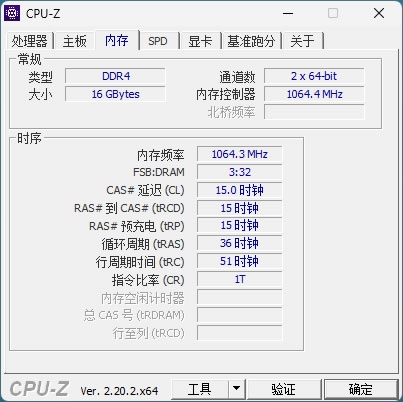 CPU-Z
处理器 主板 内存 SPD 显卡 基准跑分 关于
常规
类型 DDR4 通道数 2 x 64-bit
大小 16 GBytes 内存控制器 1064.4 MHz
北桥频率
时序
内存频率 1064.3 MHz
FSB:DRAM 3:32
CAS# 延迟 (CL) 15.0 时钟
RAS# 到 CAS# (tRCD) 15 时钟
RAS# 预充电 (tRP) 15 时钟
循环周期 (tRAS) 36 时钟
行周期时间 (tRC) 51 时钟
指令比率 (CR) 1T
内存空闲计时器
总 CAS 号 (tRDRAM)
行至列 (tRCD)
CPU-Z Ver. 2.20.2.x64 工具 验证 确定